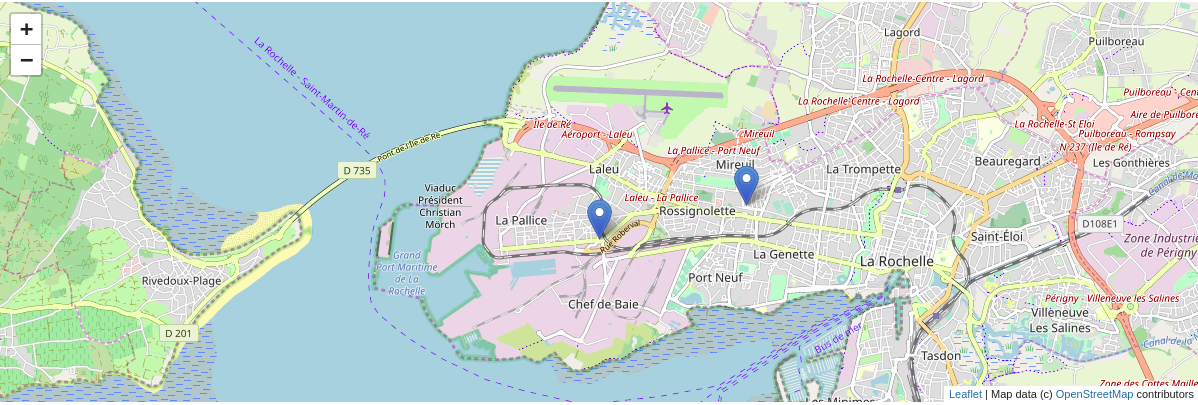 +
−
La Rochelle - Saint-Martin-de-Ré
Lagord
Puilboreau
La Rochelle-Centre - Lagord
La Rochelle-Centre - Lagord
Puilboreau - Cent
Aire de Puilbore
Île de Ré
Aéroport - Laleu
Mireuil
La Rochelle-St Eloi
Puilboreau - Rompsay
N 237 (Île de Ré)
Pont de l'Île de Ré
D 735
La Pallice - Port Neuf
Mireuil
Laleu
La Trompette
Beauregard
Les Gonthières
Viaduc
Président
Christian
Mörch
Laleu - La Pallice
Rossignolette
La Pallice
Rue Roberval
D108E1
Saint-Éloi
Zone Industrie
de Périgny
Grand
Port Maritime
de La
Rochelle
La Genette
La Rochelle
Rivedoux-Plage
Port Neuf
Chef de Baie
Périgny - Villeneuve les Salines
Villeneuve
Les Salines
D 201
Bus de mer
Tasdon
Zone des Cottes Maille
Les Minimes
Leaflet | Map data (c) OpenStreetMap contributors